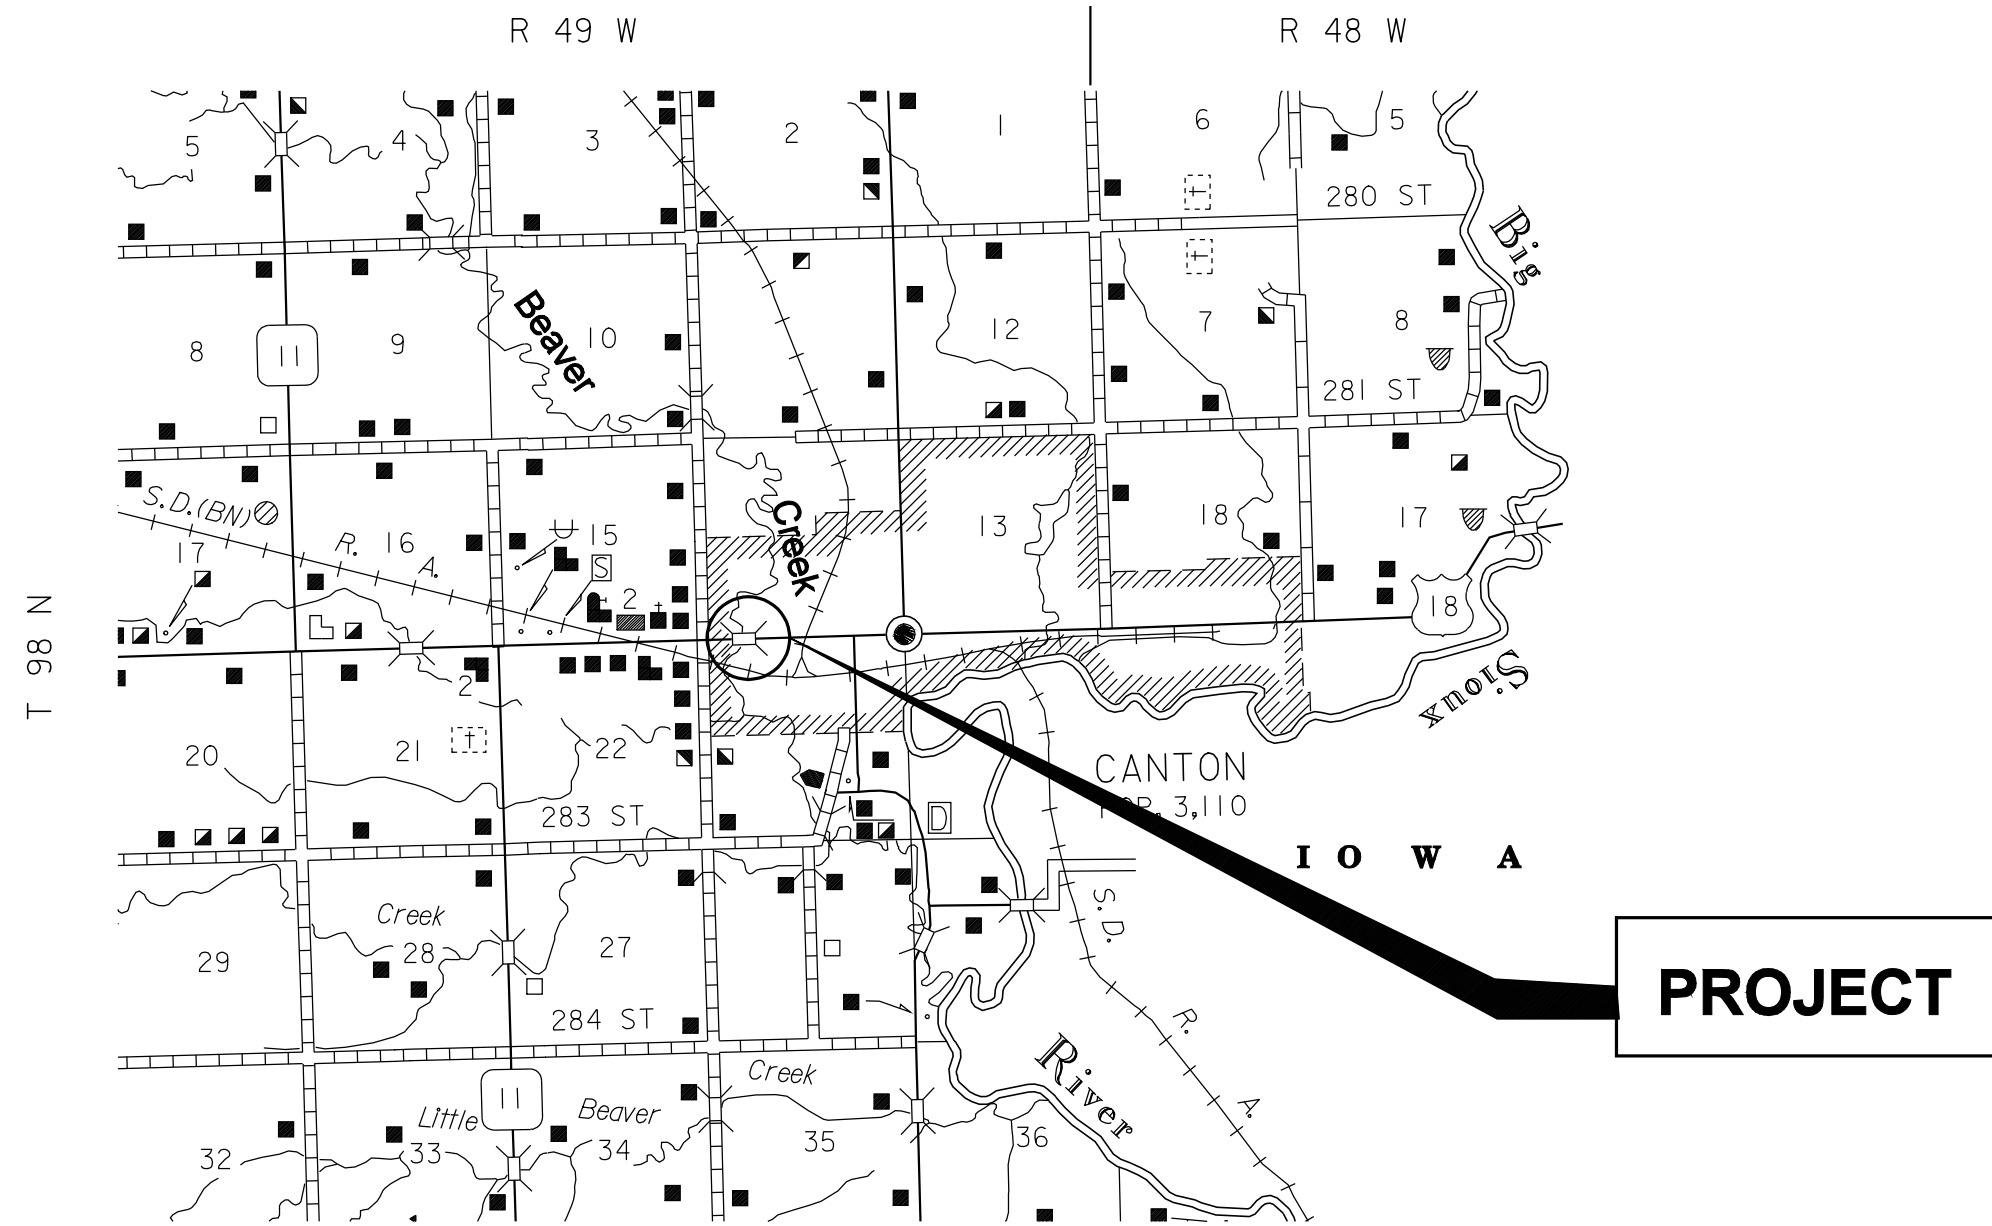 R 49 W
R 48 W
5
4
3
2
1
6
5
280 ST
Big
T 98 N
8
11
9
Beaver
10
12
7
8
281 ST
S.D.(BN)
R.
A.
17
16
U
15
S
2
Creek
13
18
17
18
Sioux
2
20
21
22
283 ST
D
CANTON
3,110
IOWA
29
Creek
28
27
284 ST
S.D.
R.
A.
PROJECT
River
11
Little
Beaver
Creek
32
33
34
35
36